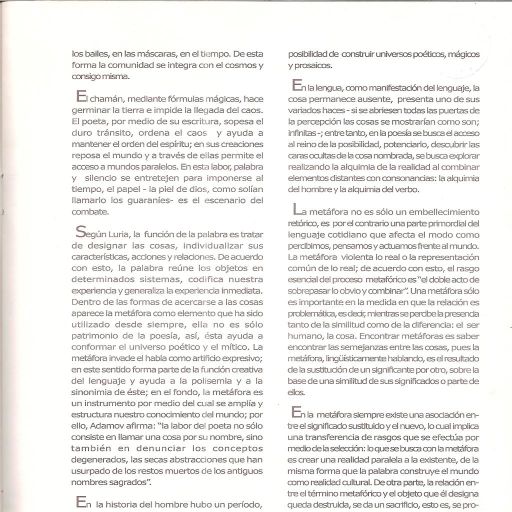 los bailes, en las máscaras, en el tiempo. De esta
forma la comunidad se integra con el cosmos y
consigo misma.
El chamán, mediante fórmulas mágicas, hace
germinar la tierra e impide la llegada del caos.
El poeta, por medio de su escritura, sopesa el
duro tránsito, ordena el caos y ayuda a
mantener el orden del espíritu; en sus creaciones
reposa el mundo y a través de ellas permite el
acceso a mundos paralelos. En esta labor, palabra
y silencio se entretejen para imponerse al
tiempo, el papel - la piel de dios, como solían
llamarlo los guaraníes- es el escenario del
combate.
Según Luria, la función de la palabra es tratar
de designar las cosas, individualizar sus
características, acciones y relaciones. De acuerdo
con esto, la palabra reúne los objetos en
determinados sistemas, codifica nuestra
experiencia y generaliza la experiencia inmediata.
Dentro de las formas de acercarse a las cosas
aparece la metáfora como elemento que ha sido
utilizado desde siempre, ella no es sólo
patrimonio de la poesía, así, ésta ayuda a
conformar el universo poético y el mítico. La
metáfora invade el habla como artificio expresivo;
en este sentido forma parte de la función creativa
del lenguaje y ayuda a la polisemia y a la
sinonimia de éste; en el fondo, la metáfora es
un instrumento por medio del cual se amplía y
estructura nuestro conocimiento del mundo; por
ello, Adamov afirma: "la labor del poeta no sólo
consiste en llamar una cosa por su nombre, sino
también en denunciar los conceptos
degenerados, las secas abstracciones que han
usurpado de los restos muertos de los antiguos
nombres sagrados".
En la historia del hombre hubo un período,
posibilidad de construir universos poéticos, mágicos
y prosaicos.
En la lengua, como manifestación del lenguaje, la
cosa permanece ausente, presenta uno de sus
variados haces - si se abriesen todas las puertas de
la percepción las cosas se mostrarían como son;
infinitas -; entre tanto, en la poesía se busca el acceso
al reino de la posibilidad, potenciarlo, descubrir las
caras ocultas de la cosa nombrada, se busca explorar
realizando la alquimia de la realidad al combinar
elementos distantes con consonancias: la alquimia
del hombre y la alquimia del verbo.
La metáfora no es sólo un embellecimiento
retórico, es por el contrario una parte primordial del
lenguaje cotidiano que afecta el modo como
percibimos, pensamos y actuamos frente al mundo.
La metáfora violenta lo real o la representación
común de lo real; de acuerdo con esto, el rasgo
esencial del proceso metafórico es "el doble acto de
sobrepasar lo obvio y combinar". Una metáfora sólo
es importante en la medida en que la relación es
problemática, es decir, mientras se percibe la presencia
tanto de la similitud como de la diferencia: el ser
humano, la cosa. Encontrar metáforas es saber
encontrar las semejanzas entre las cosas, pues la
metáfora, lingüísticamente hablando, es el resultado
de la sustitución de un significante por otro, sobre la
base de una similitud de sus significados o parte de
ellos.
En la metáfora siempre existe una asociación en-
tre el significado sustituido y el nuevo, lo cual implica
una transferencia de rasgos que se efectúa por
medio de la selección: lo que se busca con la metáfora
es crear una realidad paralela a la existente, de la
misma forma que la palabra construye el mundo
como realidad cultural. De otra parte, la relación en-
tre el término metafórico y el objeto que él designa
queda destruida, se da un sacrificio, esto es, se pro-